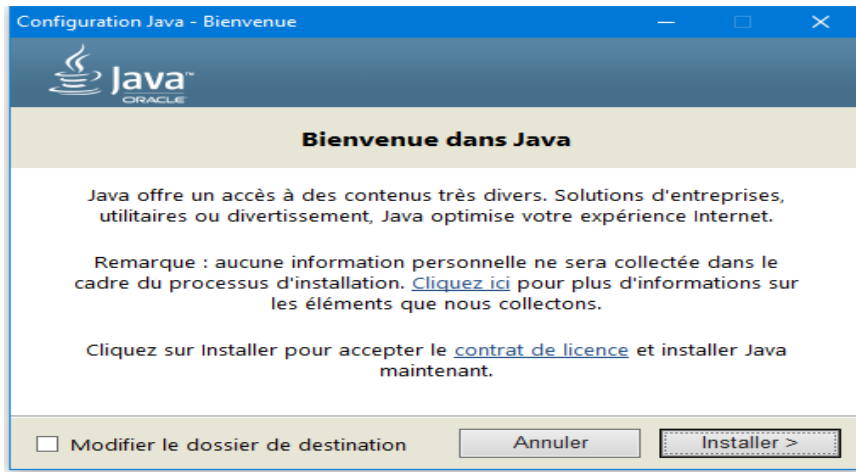 Configuration Java - Bienvenue
Java™
ORACLE
Bienvenue dans Java
Java offre un accès à des contenus très divers. Solutions d'entreprises,
utilitaires ou divertissement, Java optimise votre expérience Internet.
Remarque : aucune information personnelle ne sera collectée dans le
cadre du processus d'installation. Cliquez ici pour plus d'informations sur
les éléments que nous collectons.
Cliquez sur Installer pour accepter le contrat de licence et installer Java
maintenant.
Modifier le dossier de destination
Annuler
Installer >